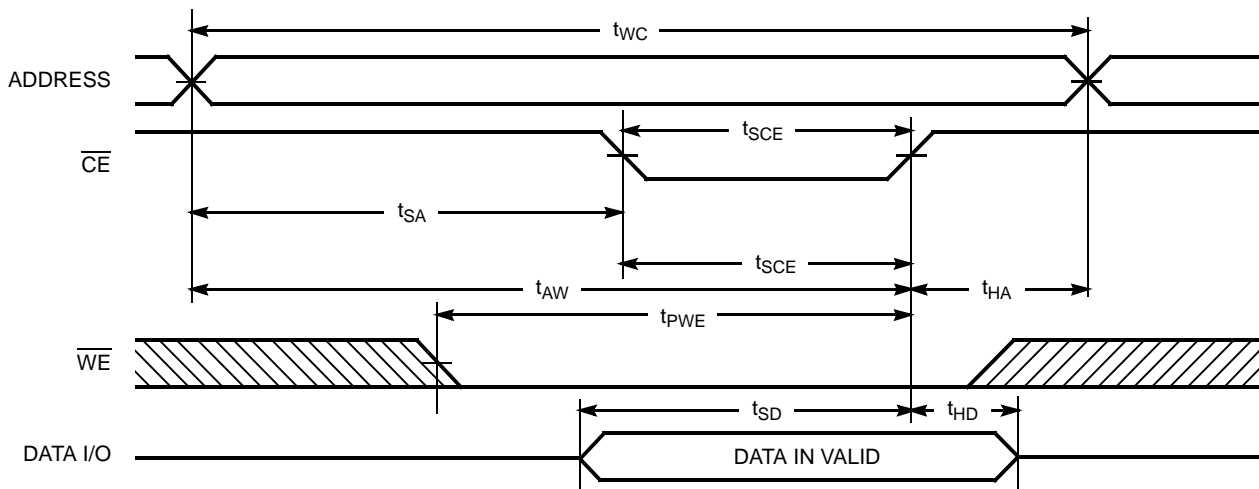 tWC
ADDRESS
tSCE
CE
tSA
tSCE
tAW
tHA
tPWE
WE
tSD
tHD
DATA I/O
DATA IN VALID